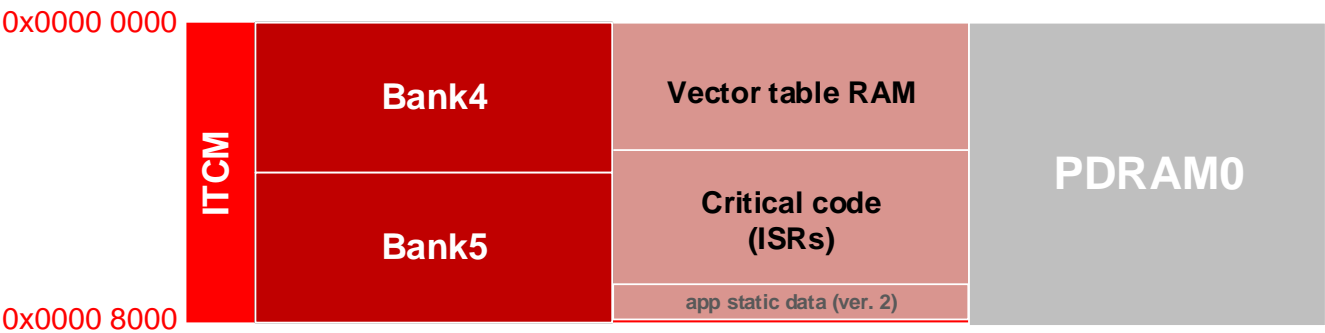 0x0000 0000
ITCM
Bank4
Bank5
Vector table RAM
Critical code
(ISRs)
app static data (ver. 2)
PDRAM0
0x0000 8000